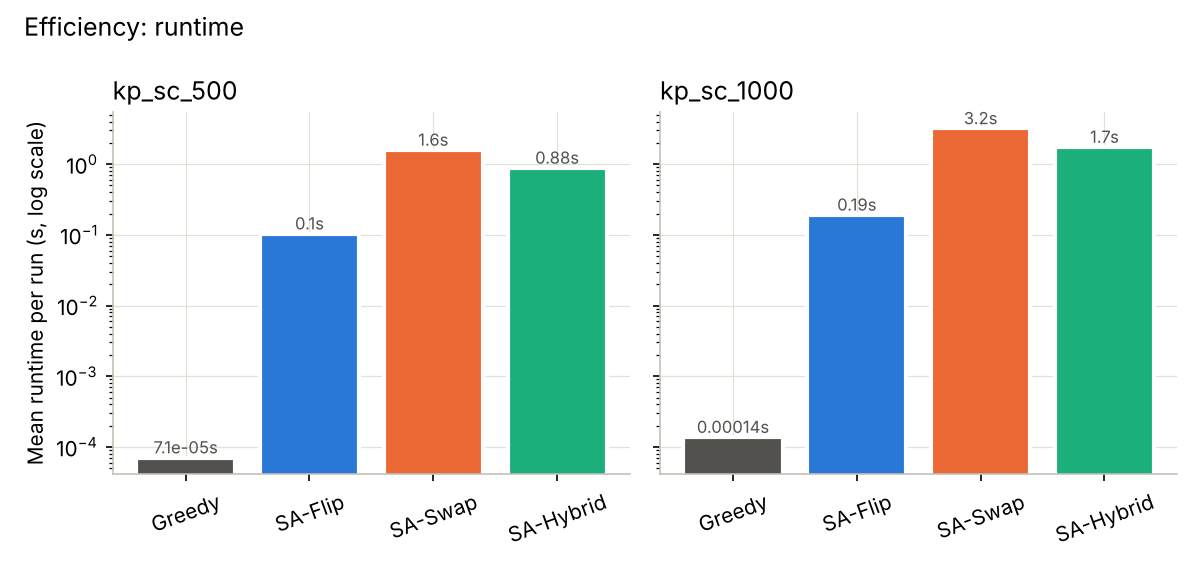 Efficiency: runtime
kp_sc_500
kp_sc_1000
Mean runtime per run (s, log scale)
10⁰
10⁻¹
10⁻²
10⁻³
10⁻⁴
7.1e-05s
0.1s
1.6s
0.88s
0.00014s
0.19s
3.2s
1.7s
Greedy
SA-Flip
SA-Swap
SA-Hybrid
Greedy
SA-Flip
SA-Swap
SA-Hybrid